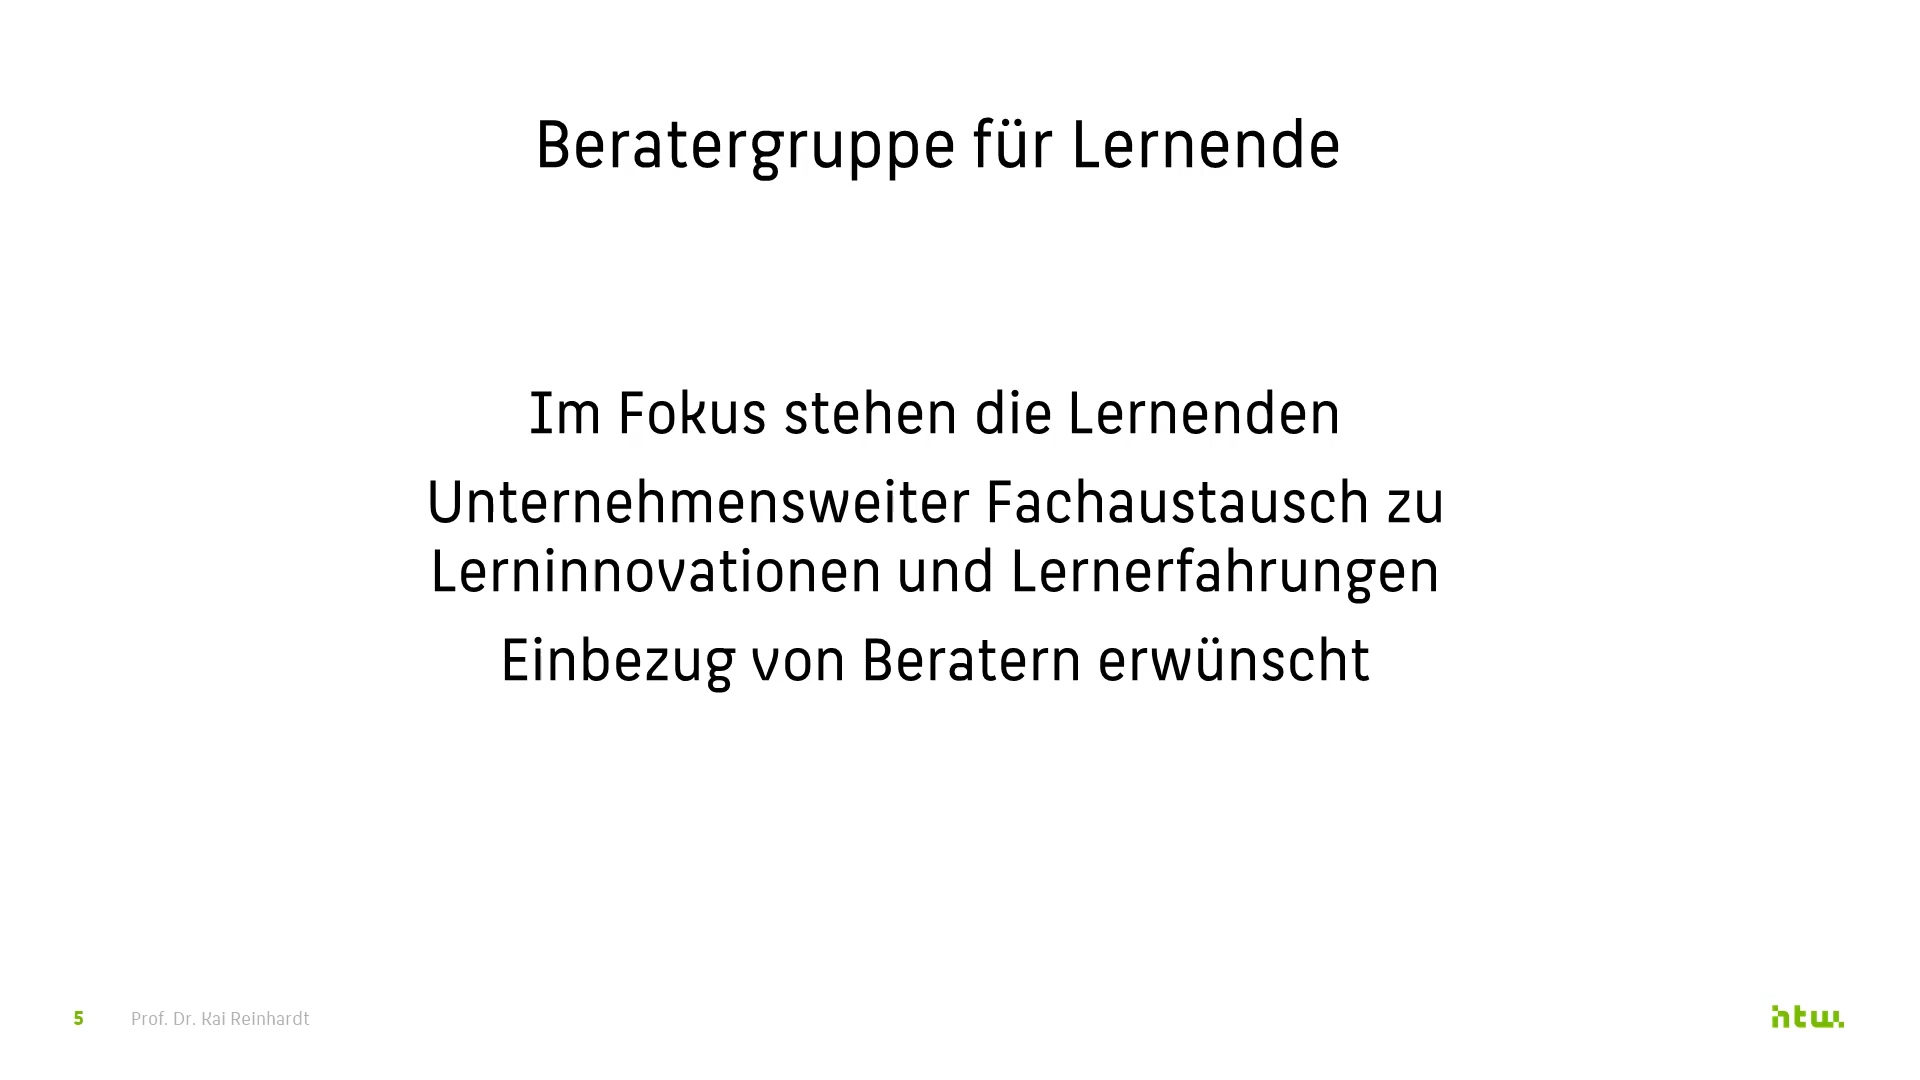 Beratergruppe für Lernende
Im Fokus stehen die Lernenden
Unternehmensweiter Fachaustausch zu
Lerninnovationen und Lernerfahrungen
Einbezug von Beratern erwünscht
5 Prof. Dr. Kai Reinhardt
htw.